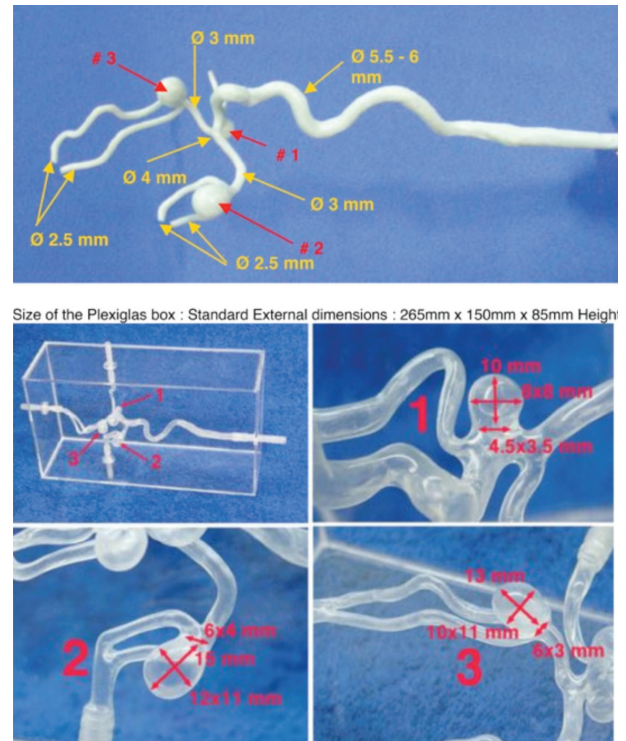 Ø 3 mm
# 3
Ø 5.5 - 6
mm
# 1
Ø 4 mm
Ø 3 mm
Ø 2.5 mm
# 2
Ø 2.5 mm
Size of the Plexiglas box : Standard External dimensions : 265mm x 150mm x 85mm Height
1
3
2
10 mm
8x8 mm
1
4.5x3.5 mm
2
6x4 mm
15 mm
12x11 mm
13 mm
10x11 mm
6x3 mm
3